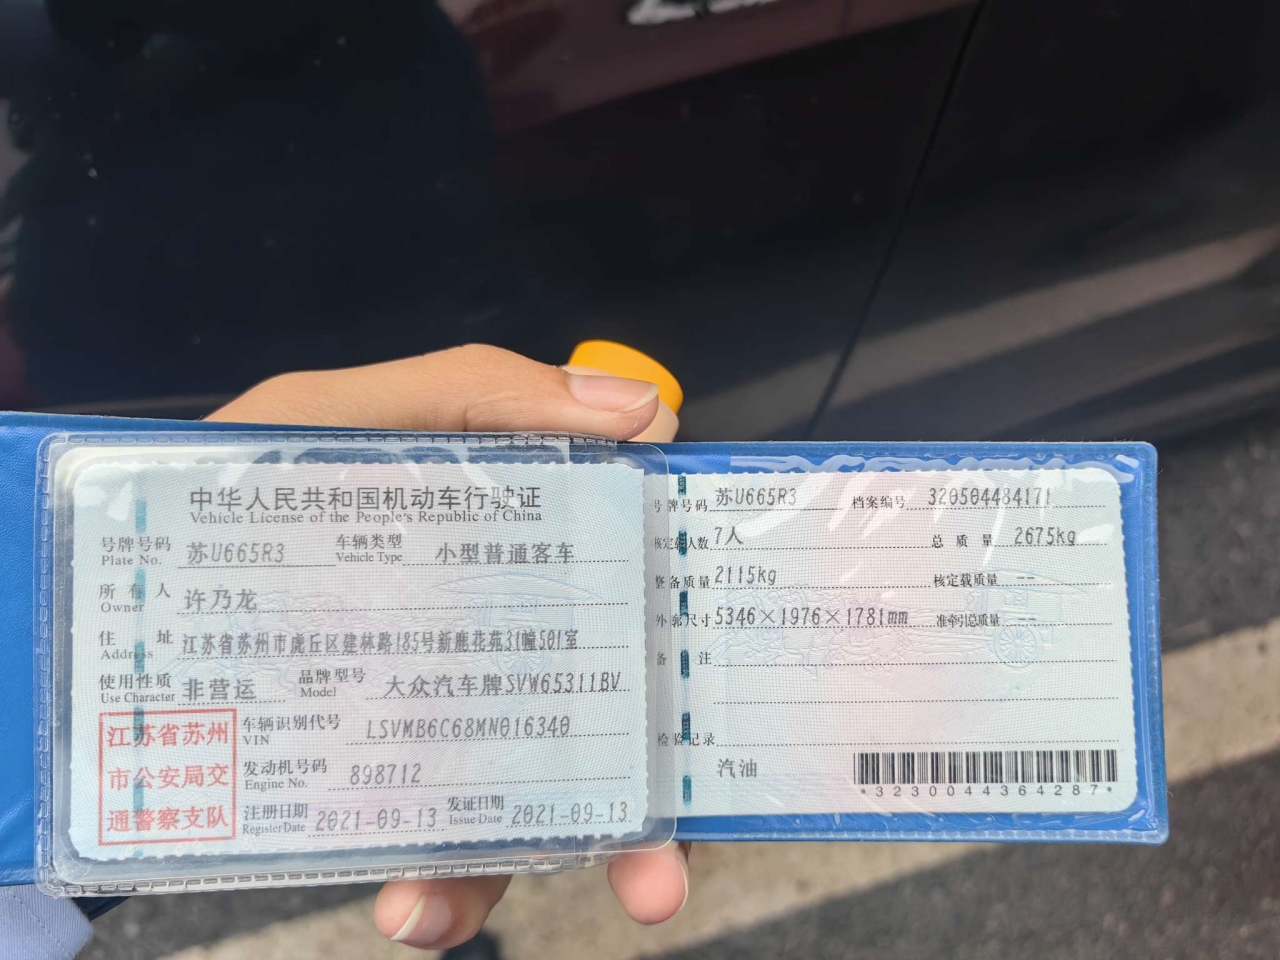 中华人民共和国机动车行驶证
Vehicle License of the People's Republic of China
号牌号码 苏U665R3 车辆类型 小型普通客车
Plate No. Vehicle Type
所有人 许乃龙
Owner
住址 江苏省苏州市虎丘区建林路185号新鹿花苑31幢501室
Address
使用性质 非营运 品牌型号 大众汽车牌SVW65311BV
Use Character Model
江苏省苏州
市公安局交
通警察支队
车辆识别代号 LSVMB6C68MN016340
VIN
发动机号码 898712
Engine No.
注册日期 2021-09-13 发证日期 2021-09-13
Register Date Issue Date
号牌号码 苏U665R3 档案编号 320504484171
核定载人数 7人 总质量 2675kg
整备质量 2115kg 核定载质量 --
外廓尺寸 5346×1976×1781mm 准牵引总质量 --
备注
检验记录
汽油
*3230044364287*